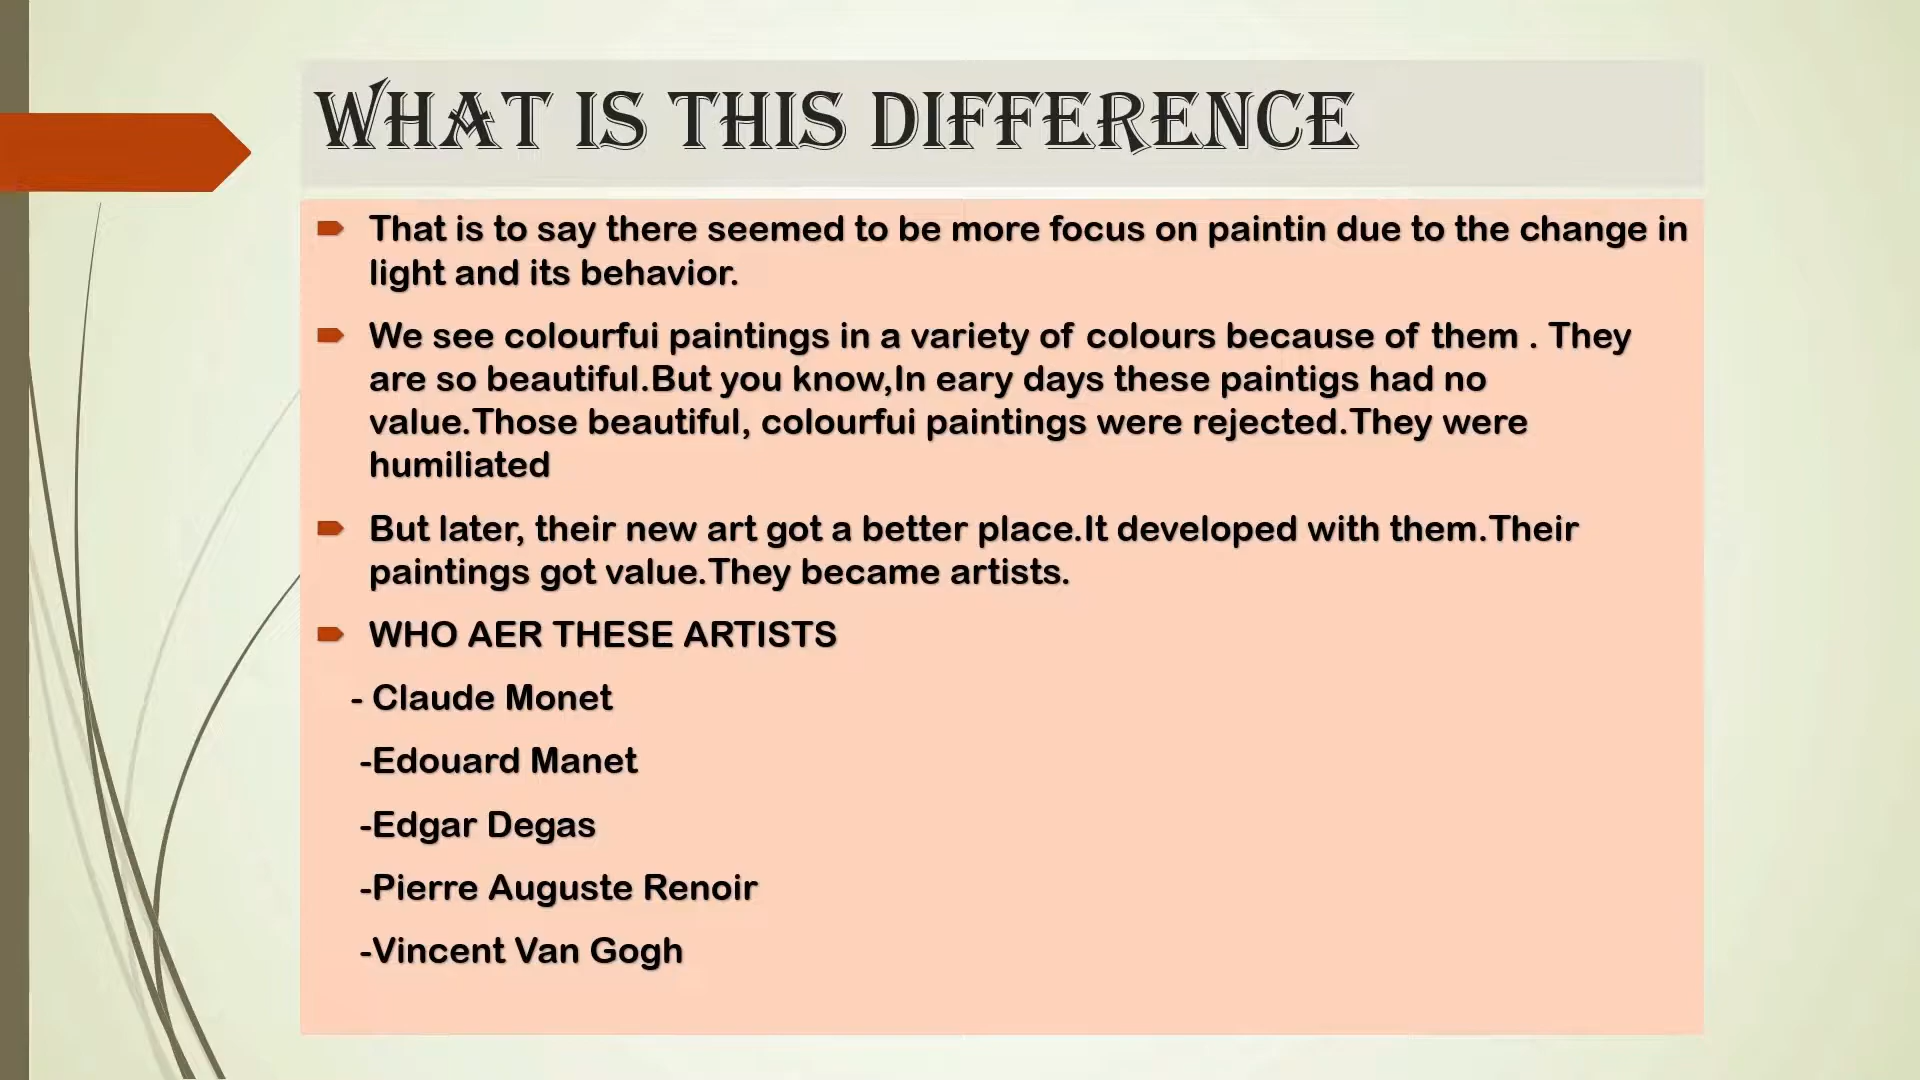 WHAT IS THIS DIFFERENCE
That is to say there seemed to be more focus on paintin due to the change in
light and its behavior.
We see colourfui paintings in a variety of colours because of them . They
are so beautiful.But you know,In eary days these paintigs had no
value.Those beautiful, colourfui paintings were rejected.They were
humiliated
But later, their new art got a better place.It developed with them.Their
paintings got value.They became artists.
WHO AER THESE ARTISTS
- Claude Monet
-Edouard Manet
-Edgar Degas
-Pierre Auguste Renoir
-Vincent Van Gogh